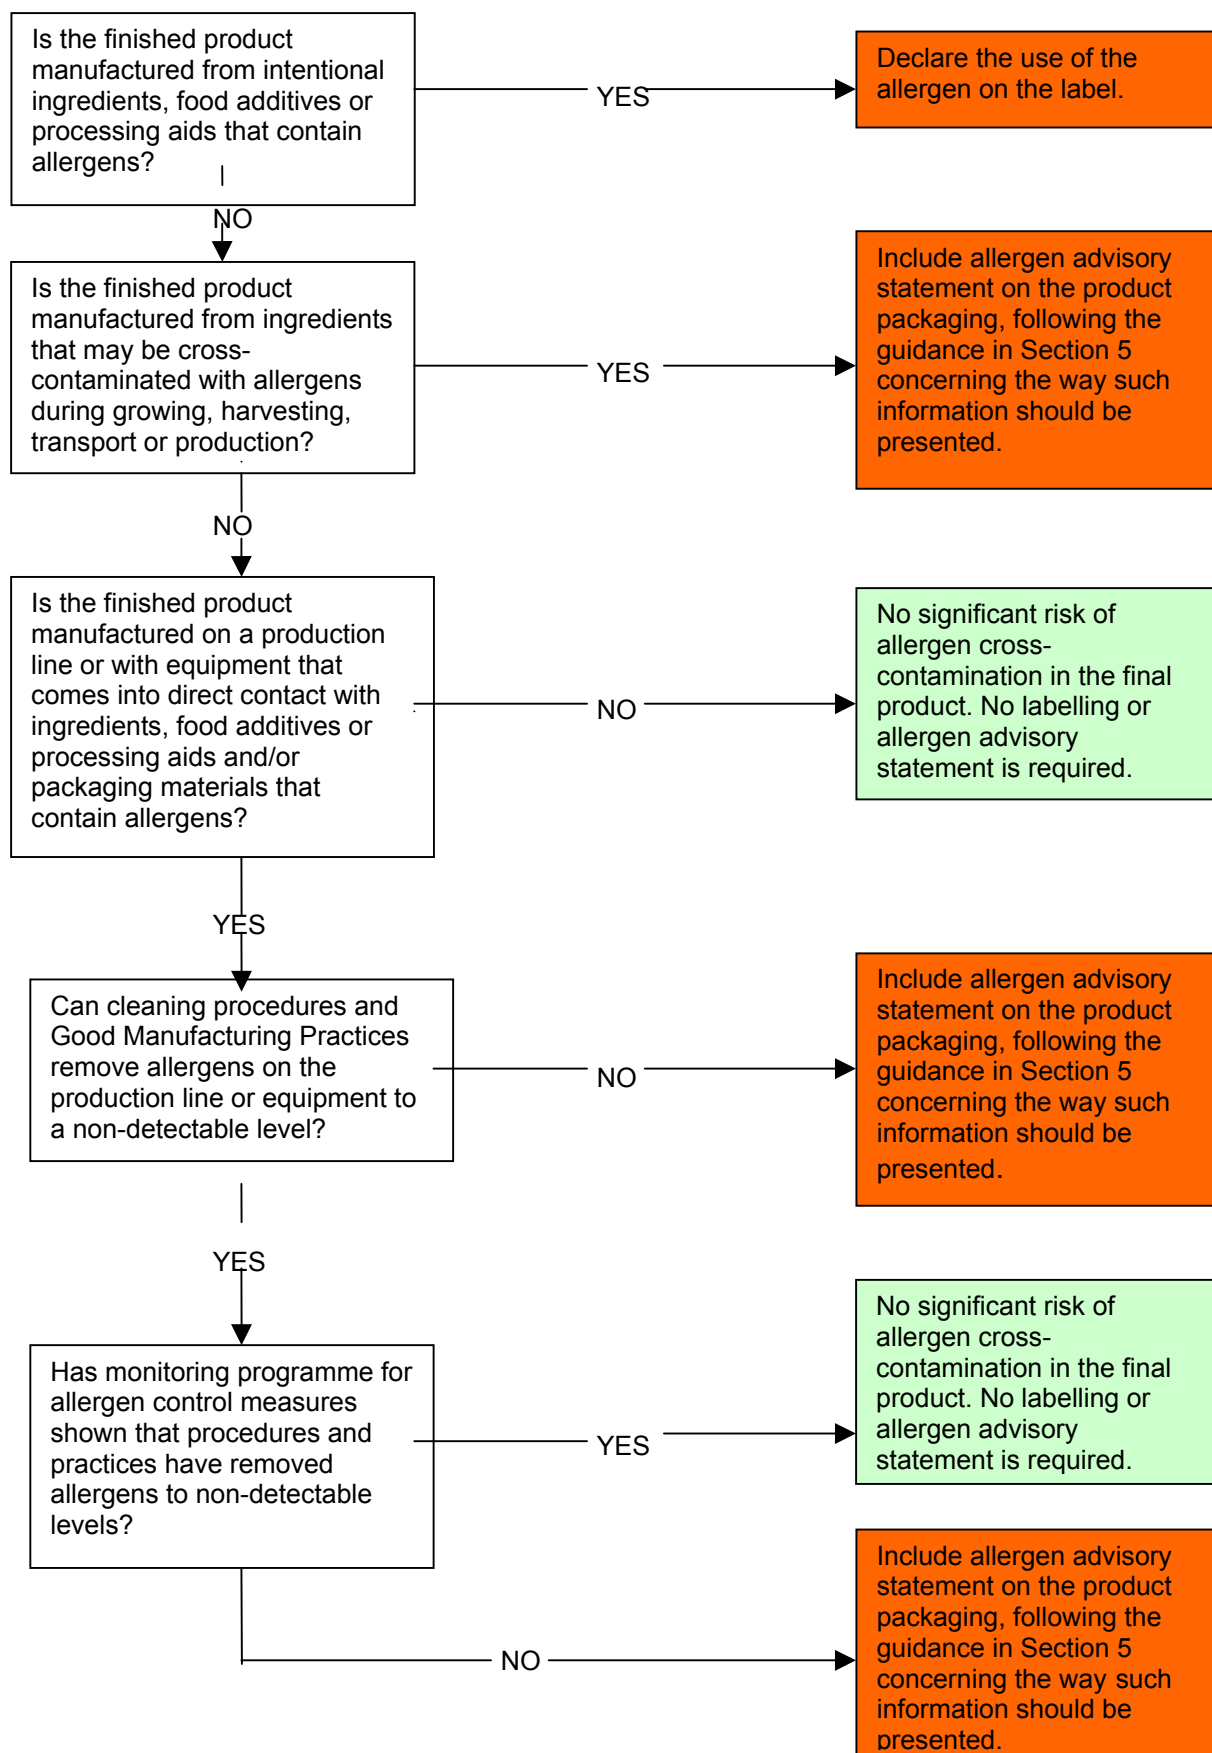 Is the finished product
manufactured from intentional
ingredients, food additives or
processing aids that contain
allergens?
YES
Declare the use of the
allergen on the label.
NO
Is the finished product
manufactured from ingredients
that may be cross-
contaminated with allergens
during growing, harvesting,
transport or production?
YES
Include allergen advisory
statement on the product
packaging, following the
guidance in Section 5
concerning the way such
information should be
presented.
NO
Is the finished product
manufactured on a production
line or with equipment that
comes into direct contact with
ingredients, food additives or
processing aids and/or
packaging materials that
contain allergens?
NO
No significant risk of
allergen cross-
contamination in the final
product. No labelling or
allergen advisory
statement is required.
YES
Can cleaning procedures and
Good Manufacturing Practices
remove allergens on the
production line or equipment to
a non-detectable level?
NO
Include allergen advisory
statement on the product
packaging, following the
guidance in Section 5
concerning the way such
information should be
presented.
YES
Has monitoring programme for
allergen control measures
shown that procedures and
practices have removed
allergens to non-detectable
levels?
YES
No significant risk of
allergen cross-
contamination in the final
product. No labelling or
allergen advisory
statement is required.
NO
Include allergen advisory
statement on the product
packaging, following the
guidance in Section 5
concerning the way such
information should be
presented.